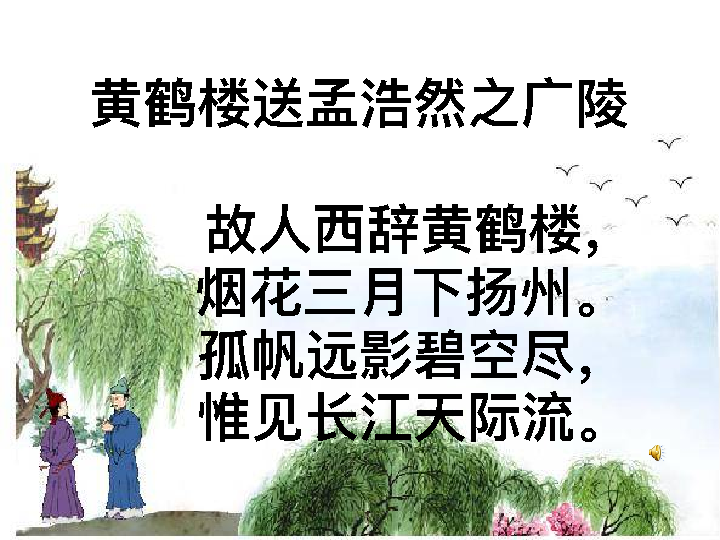 黄鹤楼送孟浩然之广陵
故人西辞黄鹤楼，
烟花三月下扬州。
孤帆远影碧空尽，
惟见长江天际流。